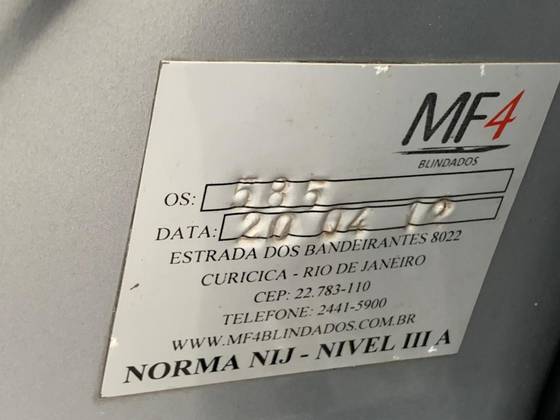 MF4
BLINDADOS
OS: 585
DATA: 20 04
ESTRADA DOS BANDEIRANTES 8022
CURICICA - RIO DE JANEIRO
CEP: 22.783-110
TELEFONE: 2441-5900
WWW.MF4BLINDADOS.COM.BR
NORMA NIJ - NIVEL III A